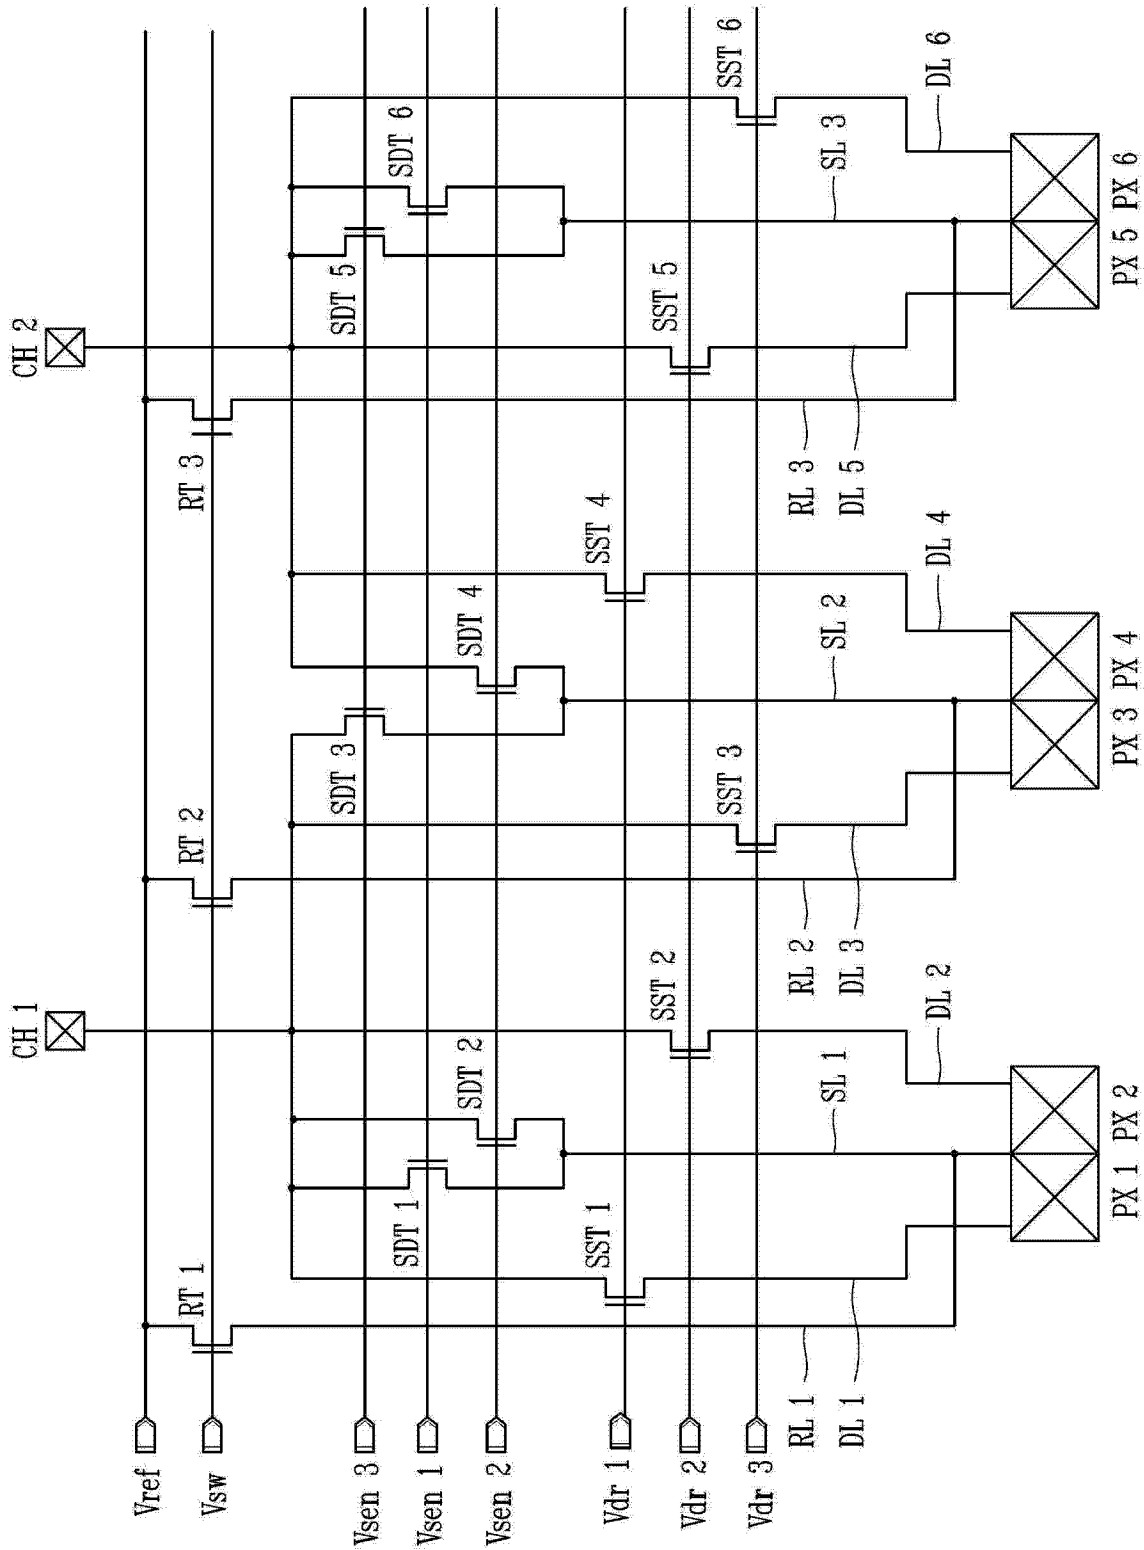 CH 1
CH 2
Vref
Vsw
RT 1
RT 2
RT 3
Vsen 3
Vsen 1
Vsen 2
SDT 1
SDT 2
SDT 3
SDT 4
SDT 5
SDT 6
Vdr 1
Vdr 2
Vdr 3
SST 1
SST 2
SST 3
SST 4
SST 5
SST 6
RL 1
DL 1
SL 1
DL 2
RL 2
DL 3
SL 2
DL 4
RL 3
DL 5
SL 3
DL 6
PX 1
PX 2
PX 3
PX 4
PX 5
PX 6